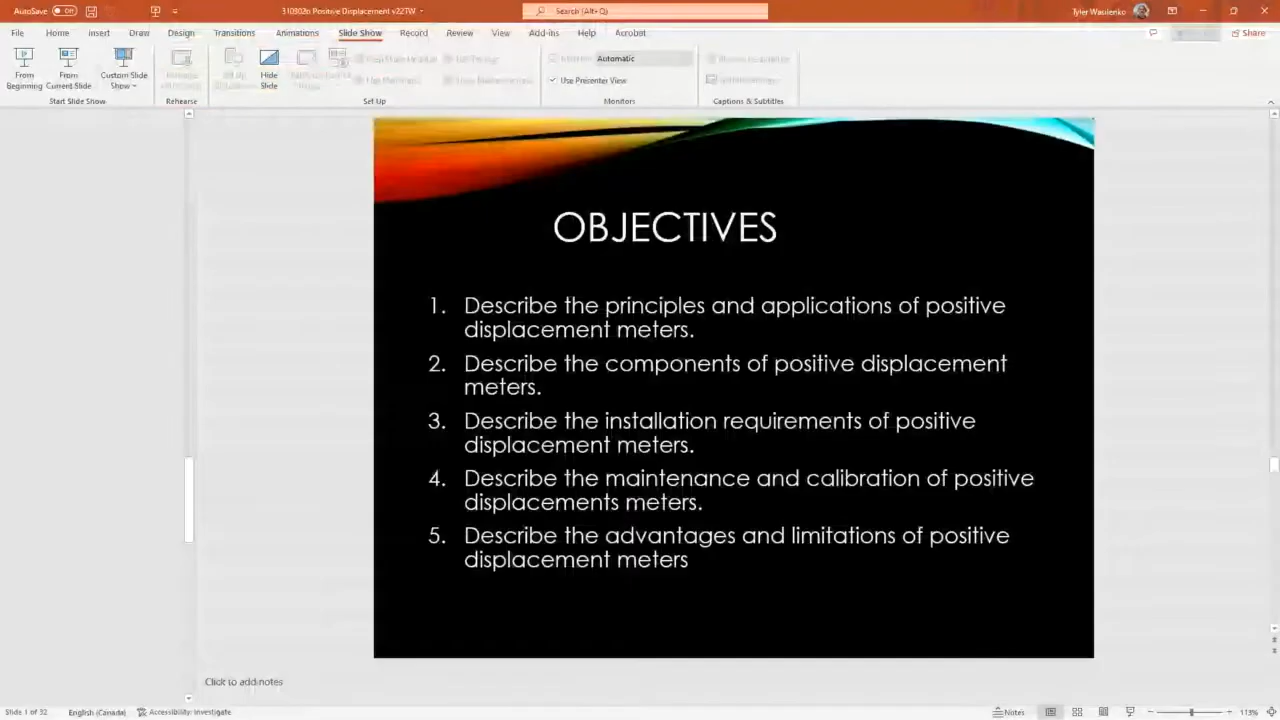 AutoSave Off
310302n Positive Displacement v22TW
Search (Alt+Q)
File Home Insert Draw Design Transitions Animations Slide Show Record Review View Add-ins Help Acrobat
Share
From Beginning
From Current Slide
Custom Slide Show
Hide Slide
Automatic
Use Presenter View
Start Slide Show
Rehearse
Set Up
Monitors
Captions & Subtitles
OBJECTIVES
1. Describe the principles and applications of positive
displacement meters.
2. Describe the components of positive displacement
meters.
3. Describe the installation requirements of positive
displacement meters.
4. Describe the maintenance and calibration of positive
displacements meters.
5. Describe the advantages and limitations of positive
displacement meters
Click to add notes
Slide 1 of 32 English (Canada) Accessibility: Investigate Notes 113%